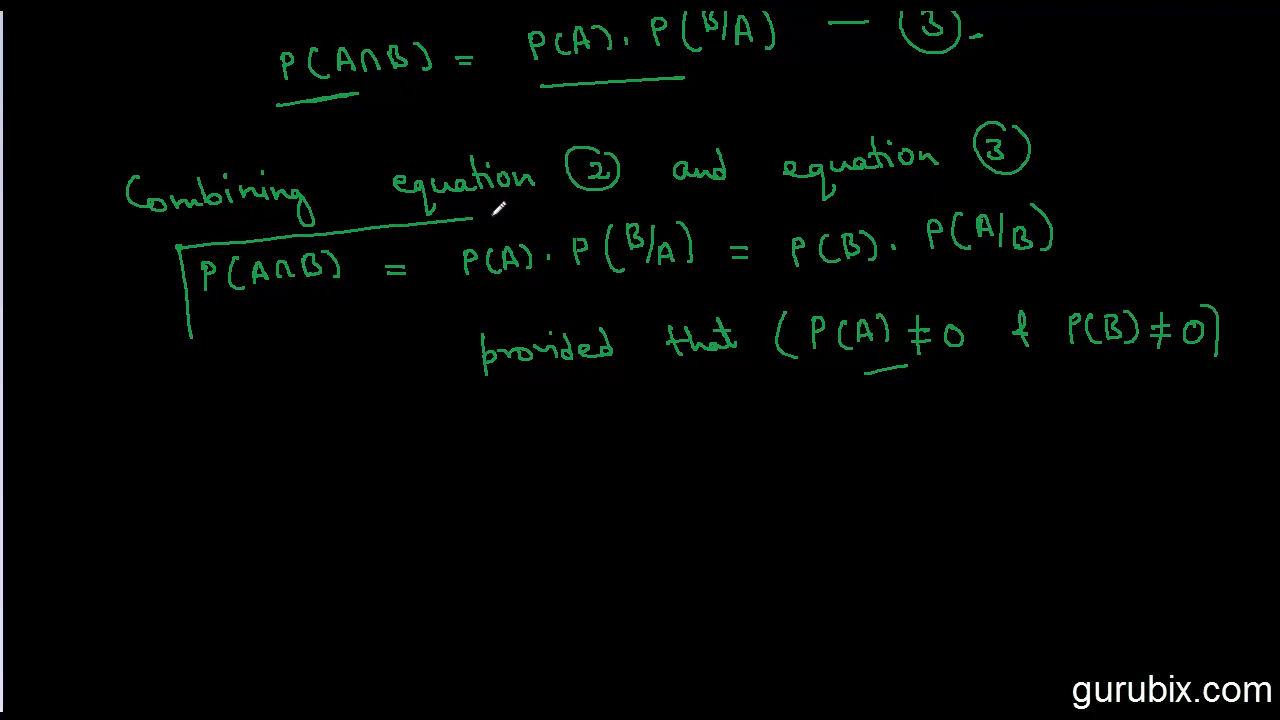 P(A∩B) = P(A). P(B/A) — ③.
Combining equation ② and equation ③
P(A∩B) = P(A). P(B/A) = P(B). P(A/B)
provided that (P(A) ≠ 0 & P(B) ≠ 0)
gurubix.com